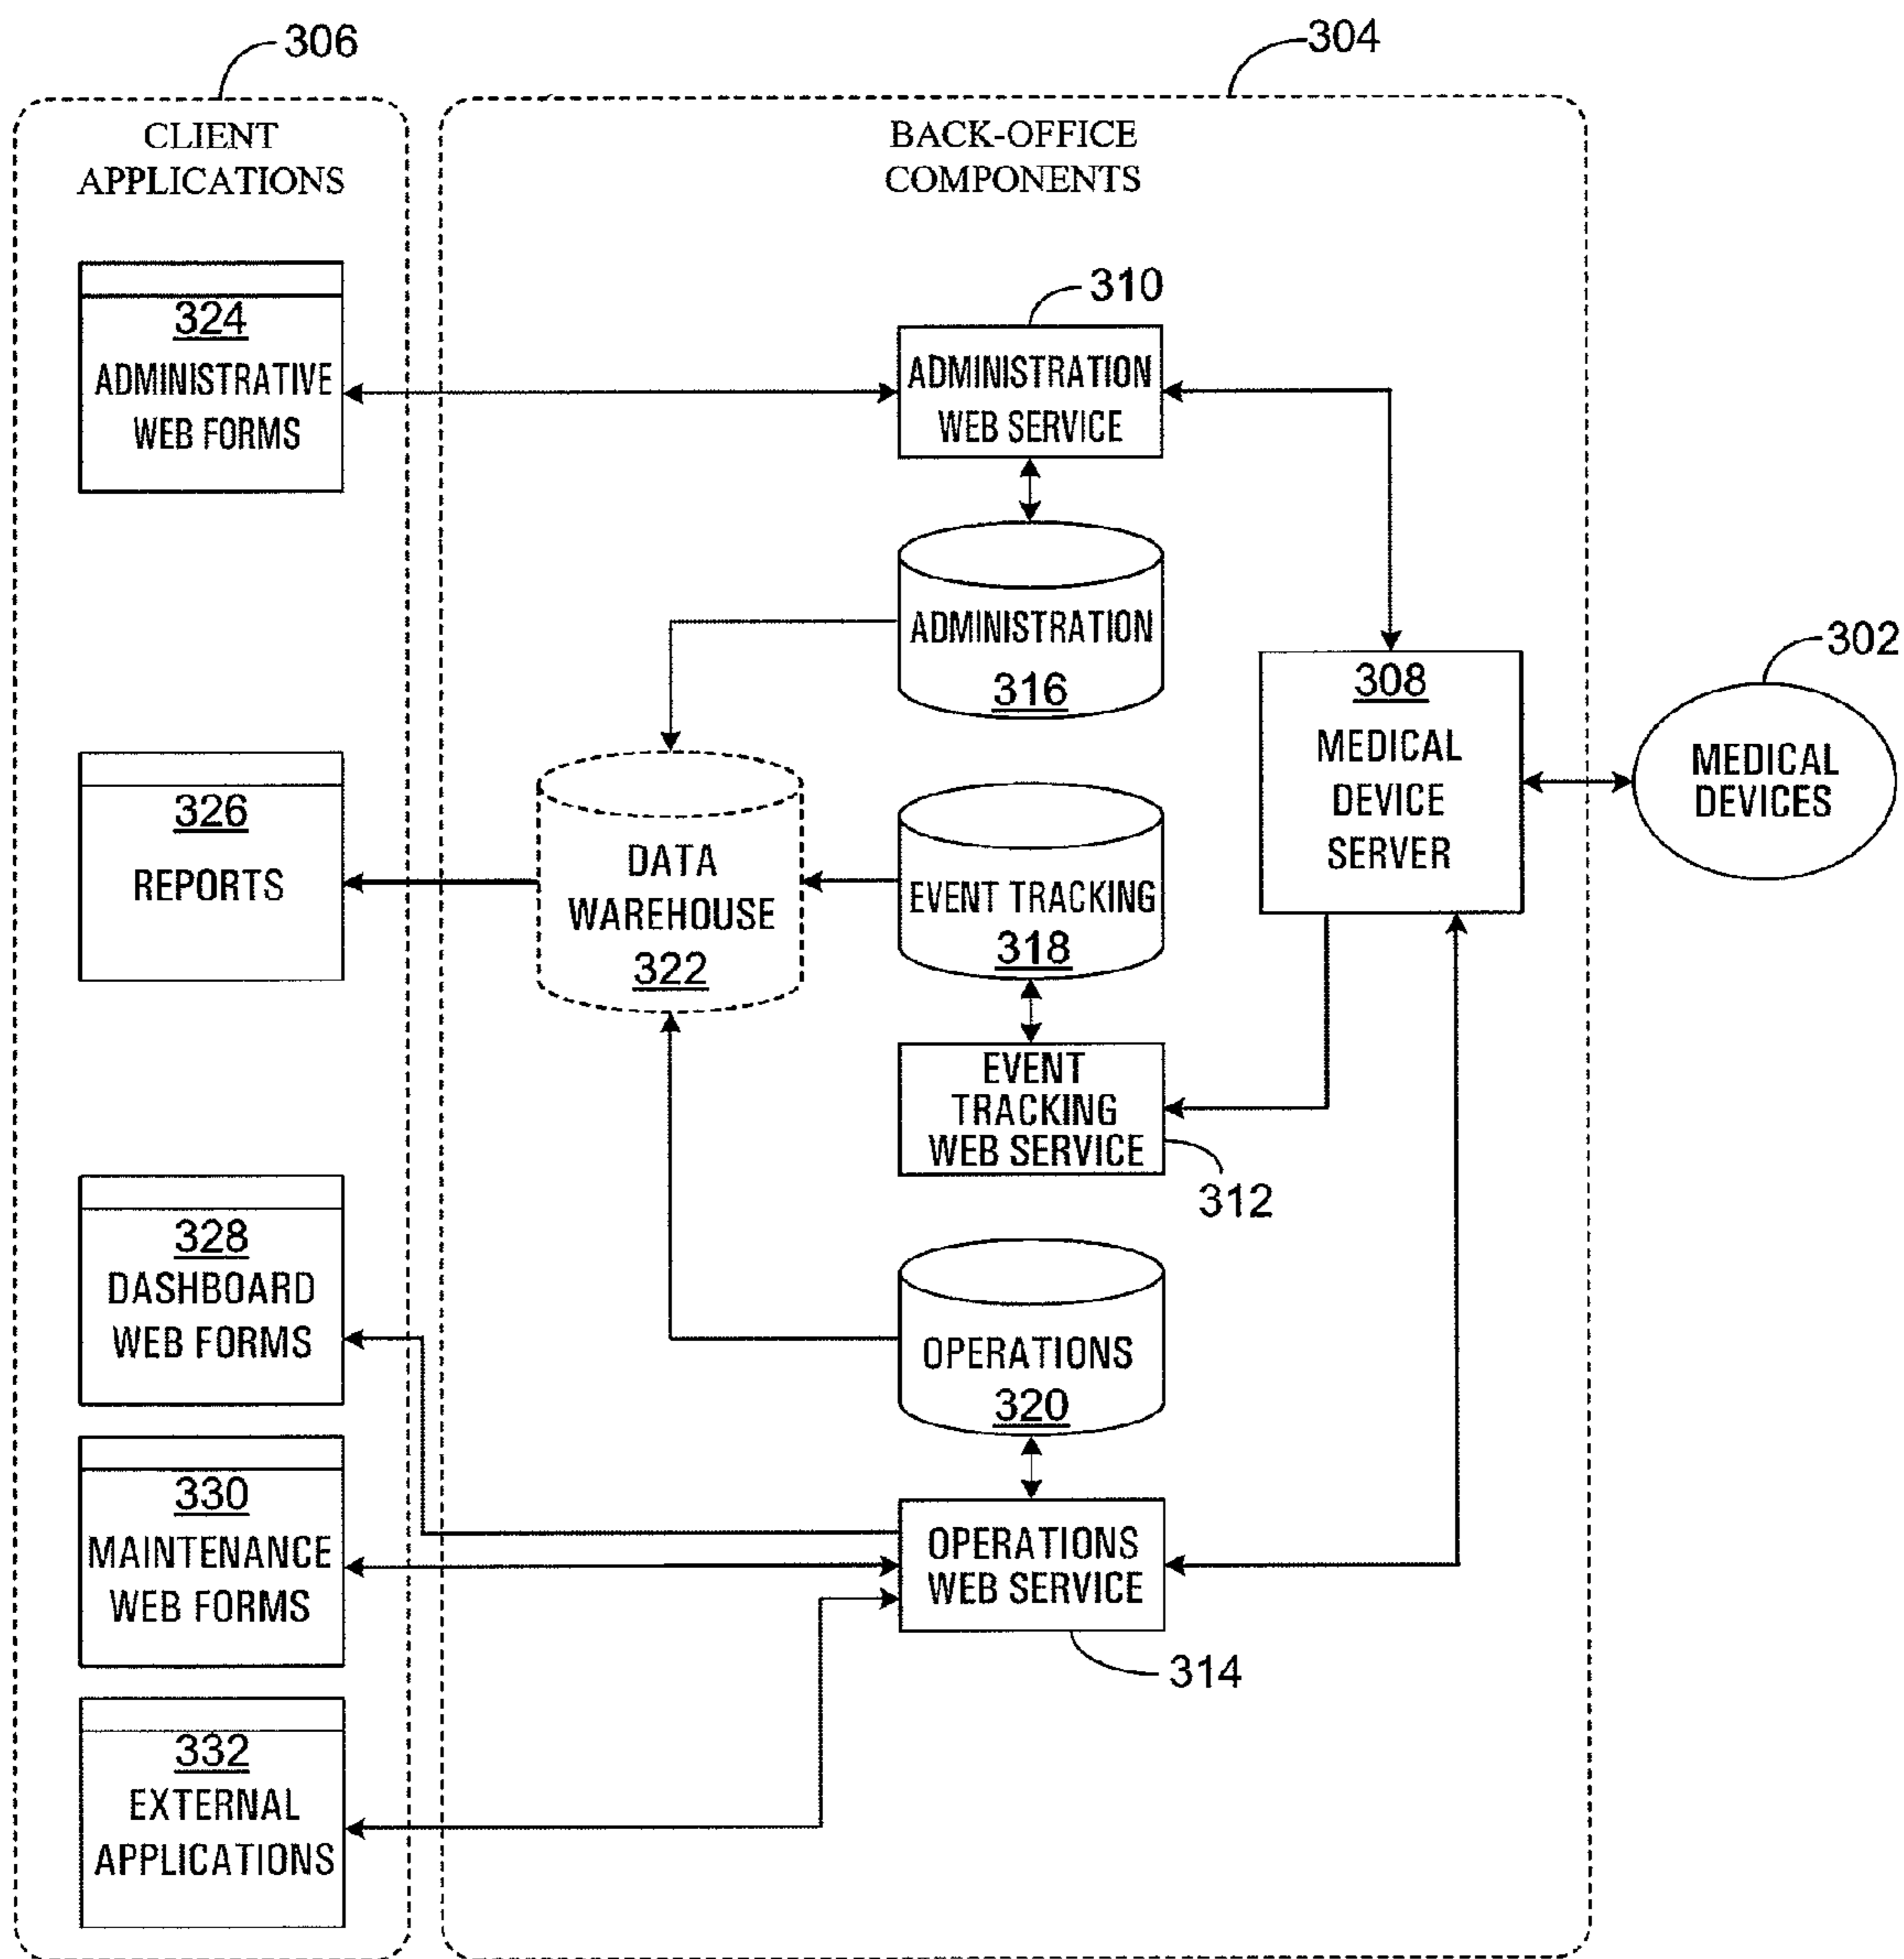 306
304
CLIENT
APPLICATIONS
BACK-OFFICE
COMPONENTS
324
ADMINISTRATIVE
WEB FORMS
310
ADMINISTRATION
WEB SERVICE
ADMINISTRATION
316
302
308
MEDICAL
DEVICE
SERVER
MEDICAL
DEVICES
326
REPORTS
DATA
WAREHOUSE
322
EVENT TRACKING
318
EVENT
TRACKING
WEB SERVICE
312
328
DASHBOARD
WEB FORMS
OPERATIONS
320
330
MAINTENANCE
WEB FORMS
OPERATIONS
WEB SERVICE
314
332
EXTERNAL
APPLICATIONS